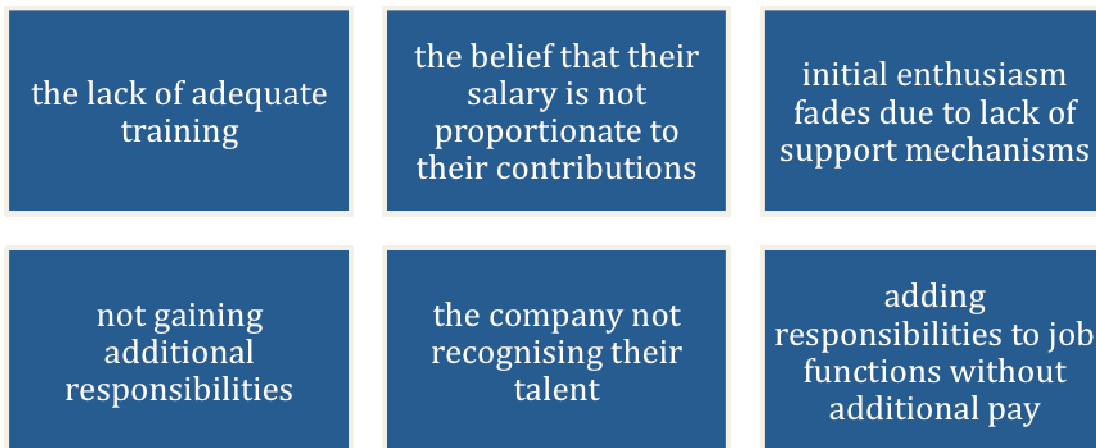 the lack of adequate
training
the belief that their
salary is not
proportionate to
their contributions
initial enthusiasm
fades due to lack of
support mechanisms
not gaining
additional
responsibilities
the company not
recognising their
talent
adding
responsibilities to job
functions without
additional pay